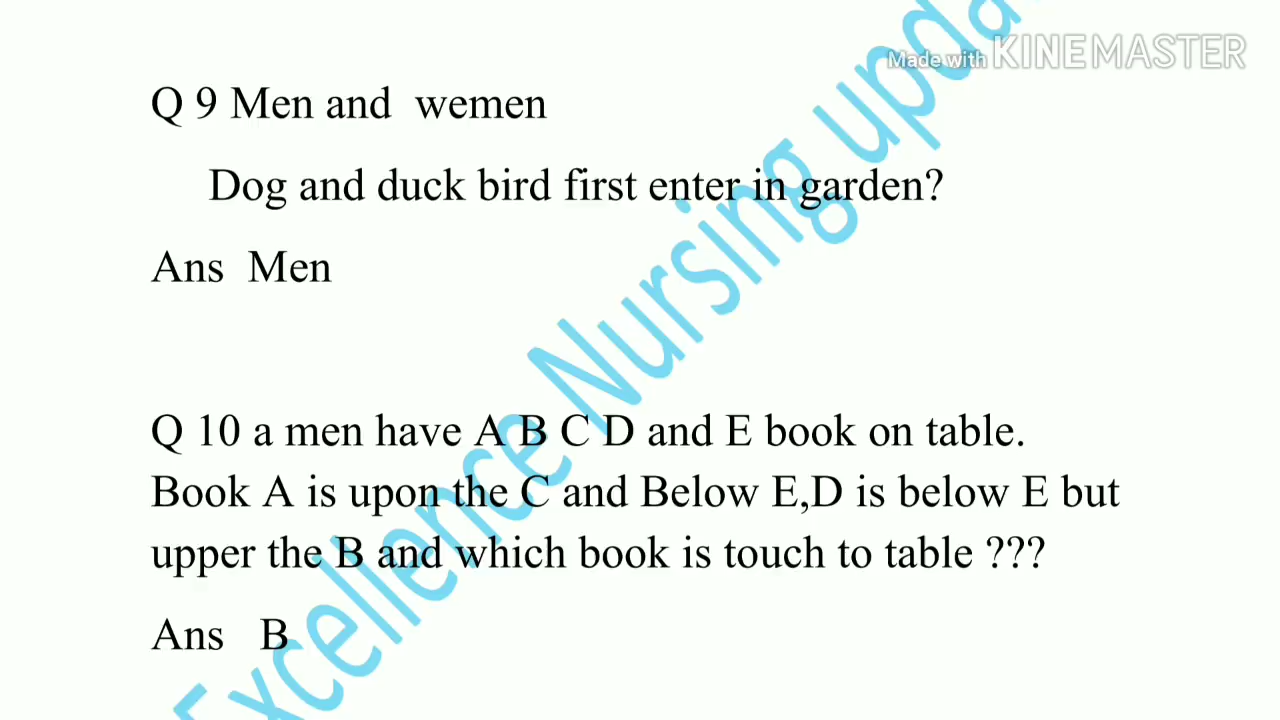 Made with KINEMASTER
Q 9 Men and wemen
Dog and duck bird first enter in garden?
Ans Men
Q 10 a men have A B C D and E book on table.
Book A is upon the C and Below E,D is below E but
upper the B and which book is touch to table ???
Ans B
Excellence Nursing upda